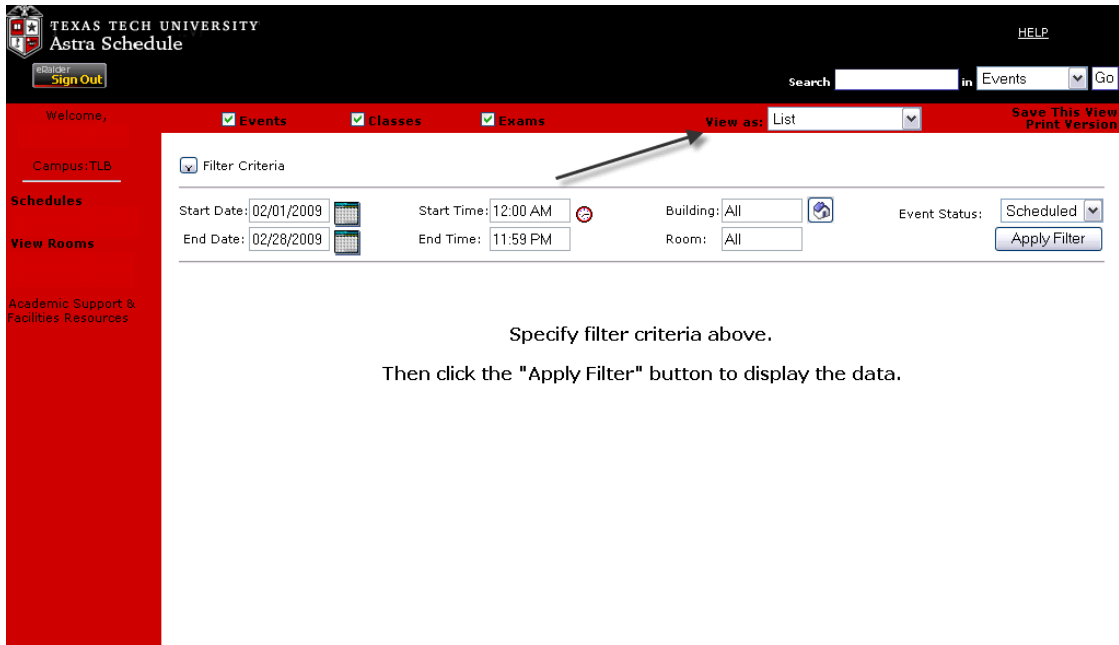 TEXAS TECH UNIVERSITY
Astra Schedule
HELP
eRaider
Sign Out
Search in Events Go
Welcome,
Events Classes Exams View as: List
Save This View
Print Version
Campus:TLB
Filter Criteria
Schedules
Start Date: 02/01/2009 Start Time: 12:00 AM Building: All Event Status: Scheduled
View Rooms
End Date: 02/28/2009 End Time: 11:59 PM Room: All Apply Filter
Academic Support &
Facilities Resources
Specify filter criteria above.
Then click the "Apply Filter" button to display the data.